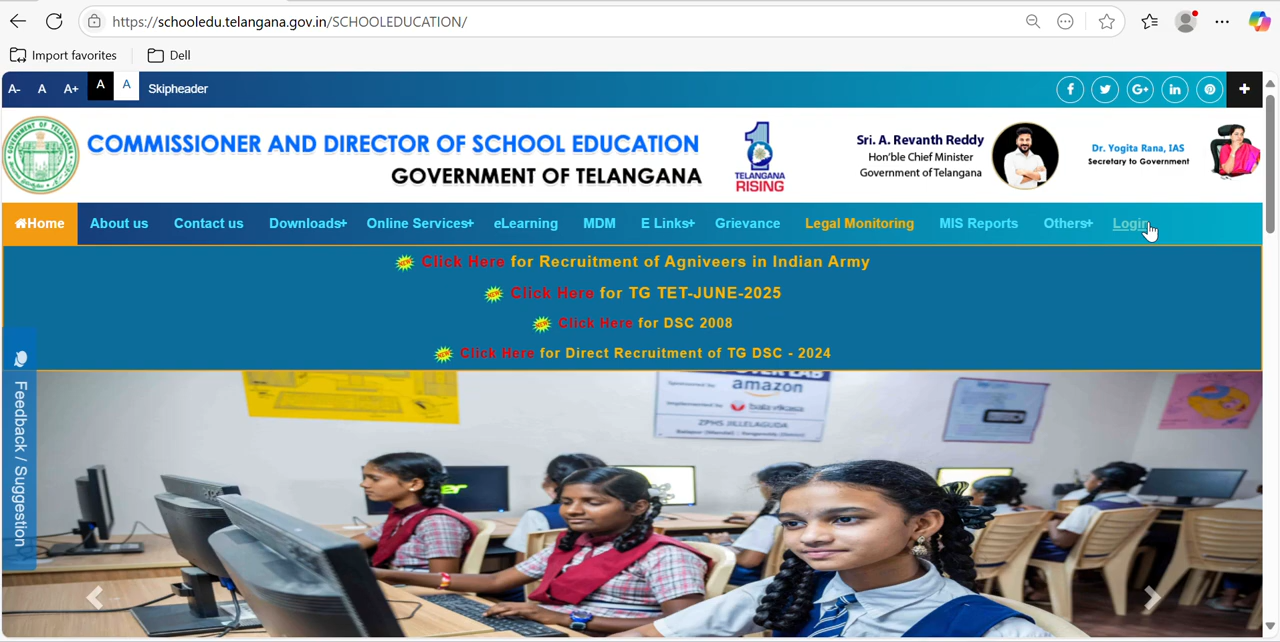 https://schooledu.telangana.gov.in/SCHOOLEDUCATION/
Import favorites
Dell
A- A A+ A A Skipheader
COMMISSIONER AND DIRECTOR OF SCHOOL EDUCATION
GOVERNMENT OF TELANGANA
TELANGANA
RISING
Sri. A. Revanth Reddy
Hon'ble Chief Minister
Government of Telangana
Dr. Yogita Rana, IAS
Secretary to Government
Home About us Contact us Downloads+ Online Services+ eLearning MDM E Links+ Grievance Legal Monitoring MIS Reports Others+ Login
Click Here for Recruitment of Agniveers in Indian Army
Click Here for TG TET-JUNE-2025
Click Here for DSC 2008
Click Here for Direct Recruitment of TG DSC - 2024
Feedback / Suggestion
amazon
ZPHS JILLELAGUDA